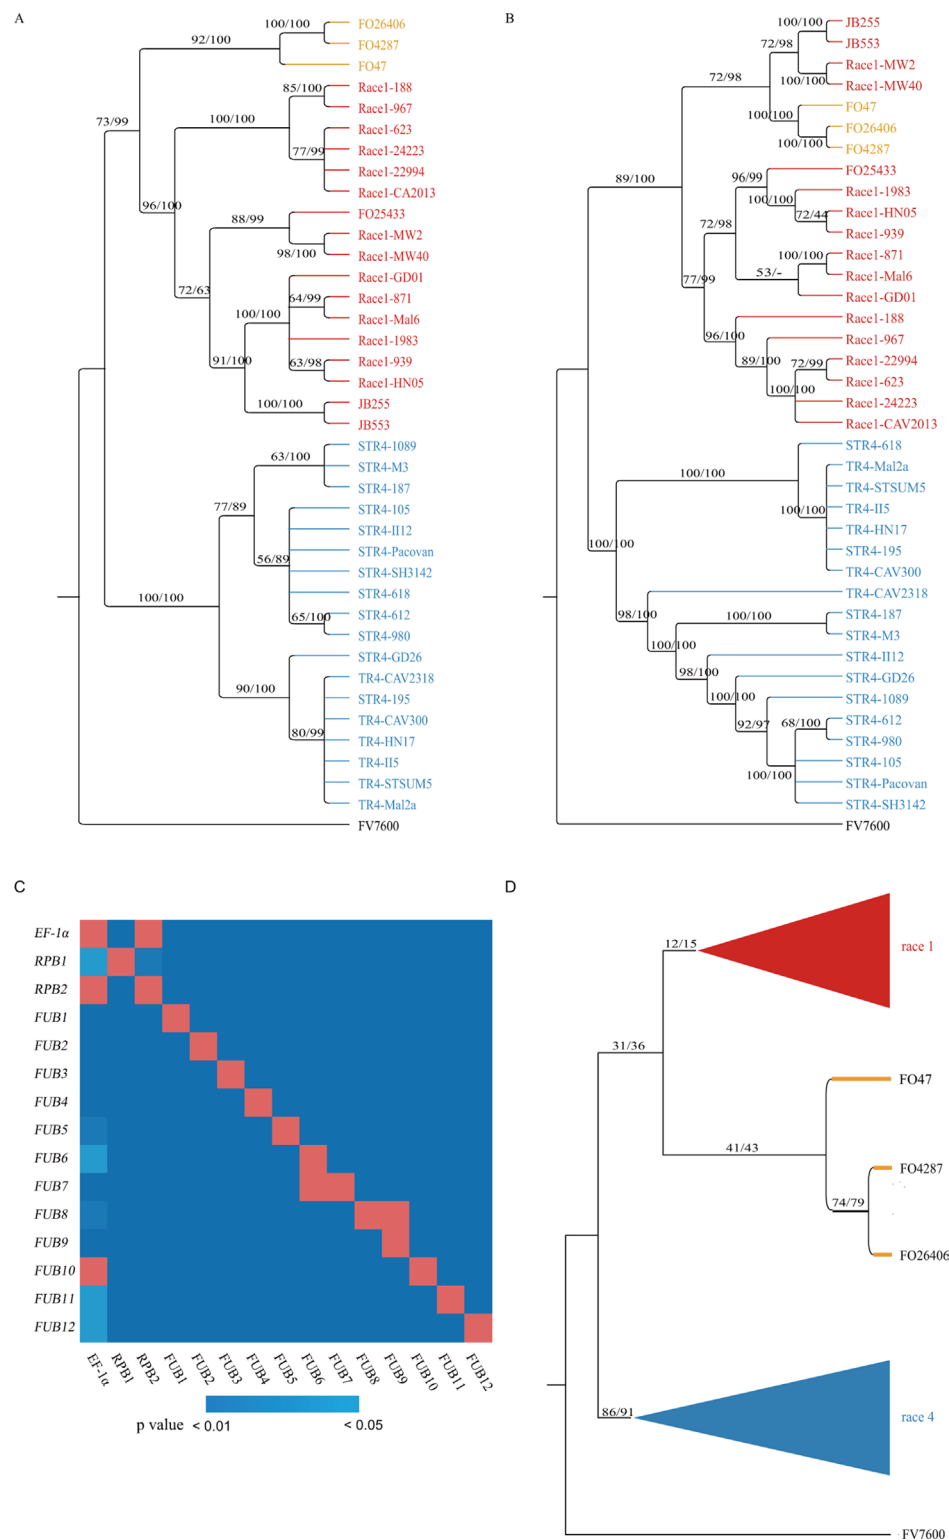 A
100/100
FO26406
92/100
FO4287
FO47
85/100
Race1-188
73/99
100/100
Race1-967
Race1-623
77/99
Race1-24223
Race1-22994
96/100
Race1-CA2013
88/99
FO25433
Race1-MW2
98/100
Race1-MW40
72/63
Race1-GD01
64/99
Race1-871
100/100
Race1-Mal6
Race1-1983
91/100
63/98
Race1-939
Race1-HN05
100/100
JB255
JB553
63/100
STR4-1089
STR4-M3
STR4-187
77/89
STR4-105
STR4-II12
56/89
STR4-Pacovan
STR4-SH3142
STR4-618
100/100
65/100
STR4-612
STR4-980
STR4-GD26
90/100
TR4-CAV2318
STR4-195
TR4-CAV300
80/99
TR4-HN17
TR4-II5
TR4-STSUM5
TR4-Mal2a
FV7600
B
100/100
JB255
72/98
JB553
72/98
Race1-MW2
100/100
Race1-MW40
FO47
100/100
FO26406
100/100
FO4287
89/100
96/99
FO25433
100/100
Race1-1983
72/98
72/44
Race1-HN05
Race1-939
100/100
Race1-871
77/99
53/-
Race1-Mal6
Race1-GD01
Race1-188
96/100
Race1-967
89/100
72/99
Race1-22994
Race1-623
100/100
Race1-24223
Race1-CAV2013
STR4-618
100/100
TR4-Mal2a
TR4-STSUM5
100/100
TR4-II5
TR4-HN17
100/100
STR4-195
TR4-CAV300
TR4-CAV2318
98/100
100/100
STR4-187
STR4-M3
100/100
STR4-II12
98/100
STR4-GD26
100/100
STR4-1089
92/97
68/100
STR4-612
STR4-980
STR4-105
100/100
STR4-Pacovan
STR4-SH3142
FV7600
C
EF-1α
RPB1
RPB2
FUB1
FUB2
FUB3
FUB4
FUB5
FUB6
FUB7
FUB8
FUB9
FUB10
FUB11
FUB12
EF-1α
RPB1
RPB2
FUB1
FUB2
FUB3
FUB4
FUB5
FUB6
FUB7
FUB8
FUB9
FUB10
FUB11
FUB12
p value < 0.01 < 0.05
D
12/15
race 1
31/36
FO47
41/43
FO4287
74/79
FO26406
86/91
race 4
FV7600